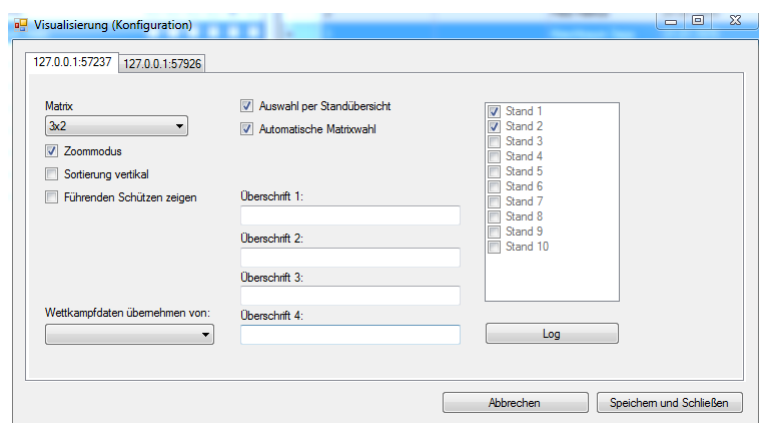 Visualisierung (Konfiguration)
127.0.0.1:57237
127.0.0.1:57926
Matrix
3x2
Zoommodus
Sortierung vertikal
Führenden Schützen zeigen
Wettkampfdaten übernehmen von:
Auswahl per Standübersicht
Automatische Matrixwahl
Überschrift 1:
Überschrift 2:
Überschrift 3:
Überschrift 4:
Stand 1
Stand 2
Stand 3
Stand 4
Stand 5
Stand 6
Stand 7
Stand 8
Stand 9
Stand 10
Log
Abbrechen
Speichern und Schließen